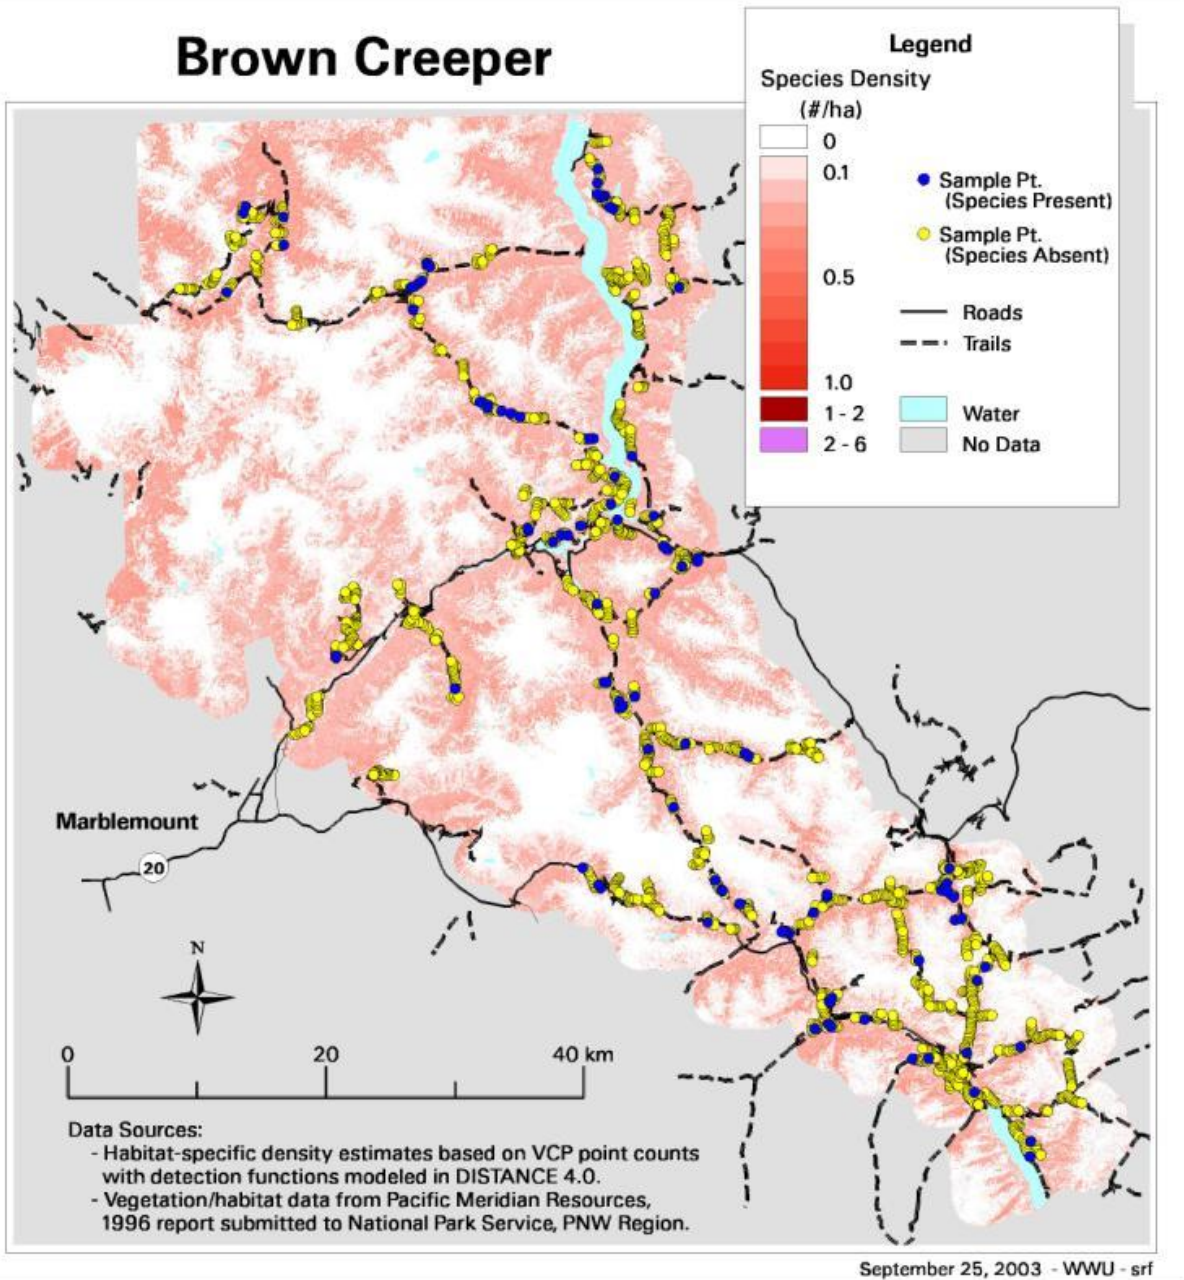 Brown Creeper
Legend
Species Density
(#/ha)
0
0.1
0.5
1.0
1 - 2
2 - 6
Sample Pt.
(Species Present)
Sample Pt.
(Species Absent)
Roads
Trails
Water
No Data
Marblemount
20
N
0 20 40 km
Data Sources:
- Habitat-specific density estimates based on VCP point counts
with detection functions modeled in DISTANCE 4.0.
- Vegetation/habitat data from Pacific Meridian Resources,
1996 report submitted to National Park Service, PNW Region.
September 25, 2003 - WWU - srf